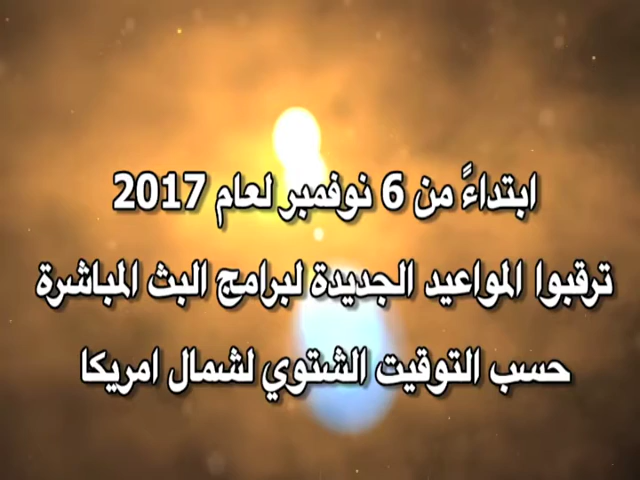 ابتداءً من 6 نوفمبر لعام 2017
ترقبوا المواعيد الجديدة لبرامج البث المباشرة
حسب التوقيت الشتوي لشمال امريكا